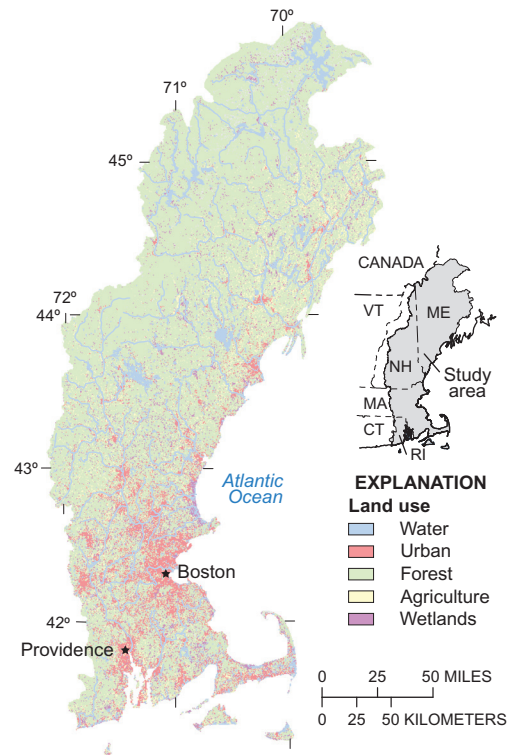 70º
71º
45º
72º
44º
43º
42º
Atlantic
Ocean
Boston
Providence
CANADA
VT
ME
NH
Study
area
MA
CT
RI
EXPLANATION
Land use
Water
Urban
Forest
Agriculture
Wetlands
0 25 50 MILES
0 25 50 KILOMETERS